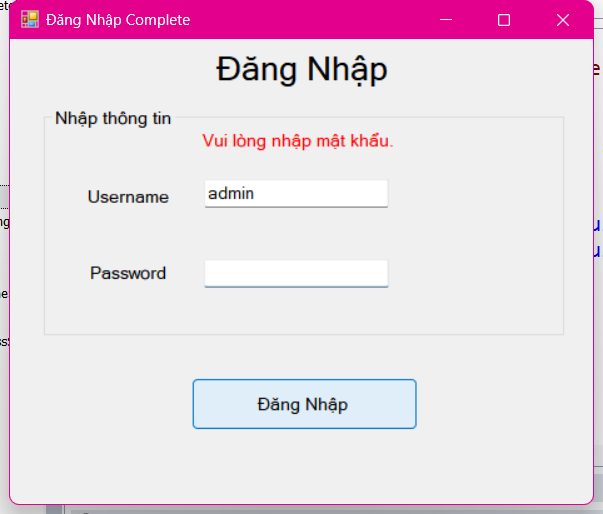 Đăng Nhập Complete
Đăng Nhập
Nhập thông tin
Vui lòng nhập mật khẩu.
Username
admin
Password
Đăng Nhập